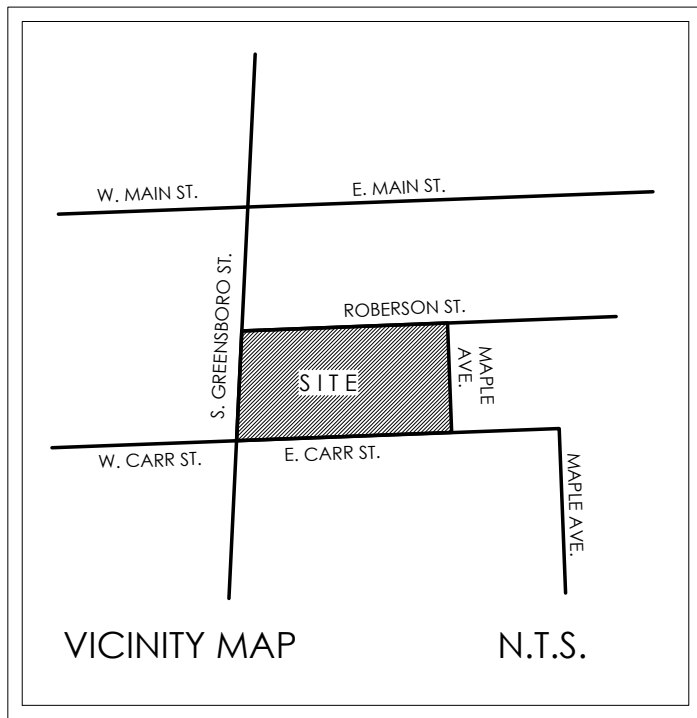 W. MAIN ST.
E. MAIN ST.
S. GREENSBORO ST.
ROBERSON ST.
MAPLE
AVE.
SITE
W. CARR ST.
E. CARR ST.
MAPLE AVE.
VICINITY MAP
N.T.S.